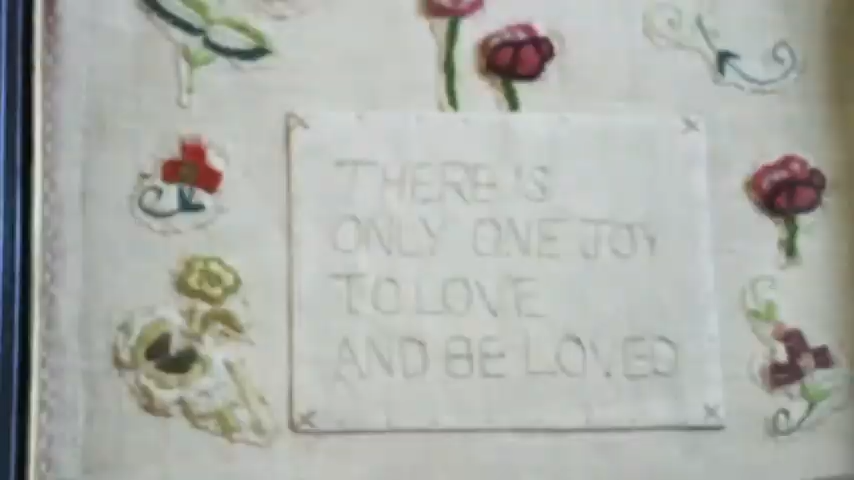 THERE IS
ONLY ONE JOY
TO LOVE
AND BE LOVED